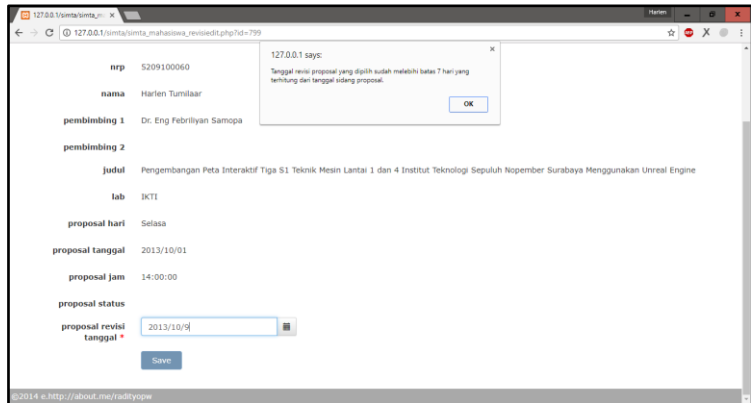 127.0.0.1/simta/simta_m
Harlen
127.0.0.1/simta/simta_mahasiswa_revisiedit.php?id=799
127.0.0.1 says:
Tanggal revisi proposal yang dipilih sudah melebihi batas 7 hari yang
terhitung dari tanggal sidang proposal.
OK
nrp 5209100060
nama Harlen Tumilaar
pembimbing 1 Dr. Eng Febriliyan Samopa
pembimbing 2
judul Pengembangan Peta Interaktif Tiga S1 Teknik Mesin Lantai 1 dan 4 Institut Teknologi Sepuluh Nopember Surabaya Menggunakan Unreal Engine
lab IKTI
proposal hari Selasa
proposal tanggal 2013/10/01
proposal jam 14:00:00
proposal status
proposal revisi
tanggal * 2013/10/9
Save
©2014 e.http://about.me/radityopw